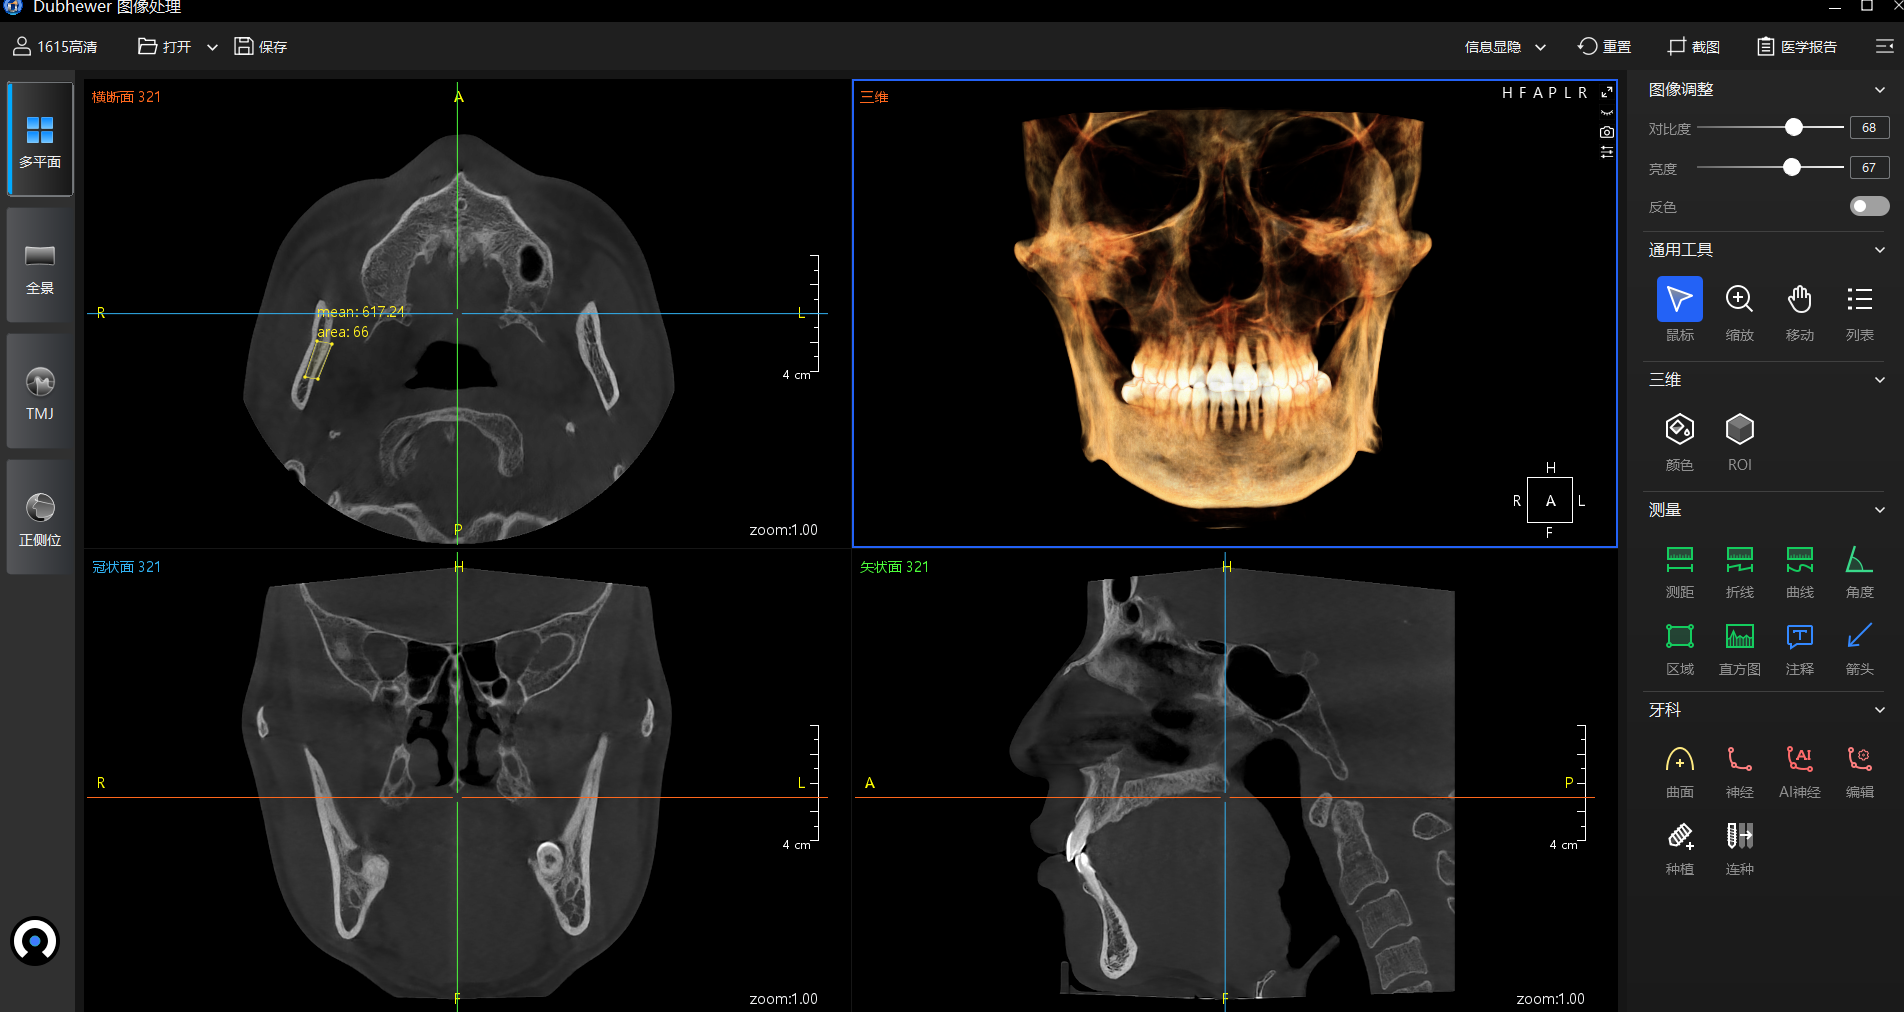 Dubhewer 图像处理
1615高清
打开
保存
信息显隐
重置
截图
医学报告
多平面
全景
TMJ
正侧位
横断面 321
A
R
L
mean: 617.24
area: 66
4 cm
P
zoom:1.00
三维
H F A P L R
H
R
A
L
F
冠状面 321
H
R
L
4 cm
F
zoom:1.00
矢状面 321
H
A
P
4 cm
F
zoom:1.00
图像调整
对比度
68
亮度
67
反色
通用工具
鼠标
缩放
移动
列表
三维
颜色
ROI
测量
测距
折线
曲线
角度
区域
直方图
T
注释
箭头
牙科
曲面
神经
AI
AI神经
编辑
种植
连种